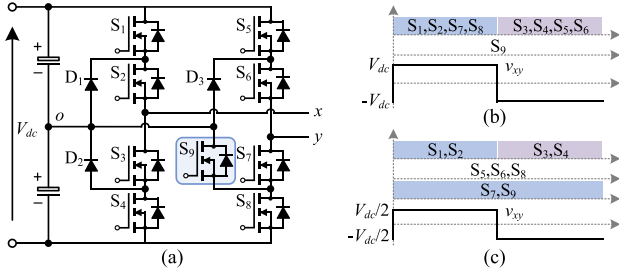 S1 S5
+
−
D1 S2 D3 S6
Vdc o x
y
D2 S3 S9 S7
+
−
S4 S8
(a)
S1,S2,S7,S8 S3,S4,S5,S6
S9
Vdc vxy
-Vdc
(b)
S1,S2 S3,S4
S5,S6,S8
S7,S9
Vdc/2 vxy
-Vdc/2
(c)